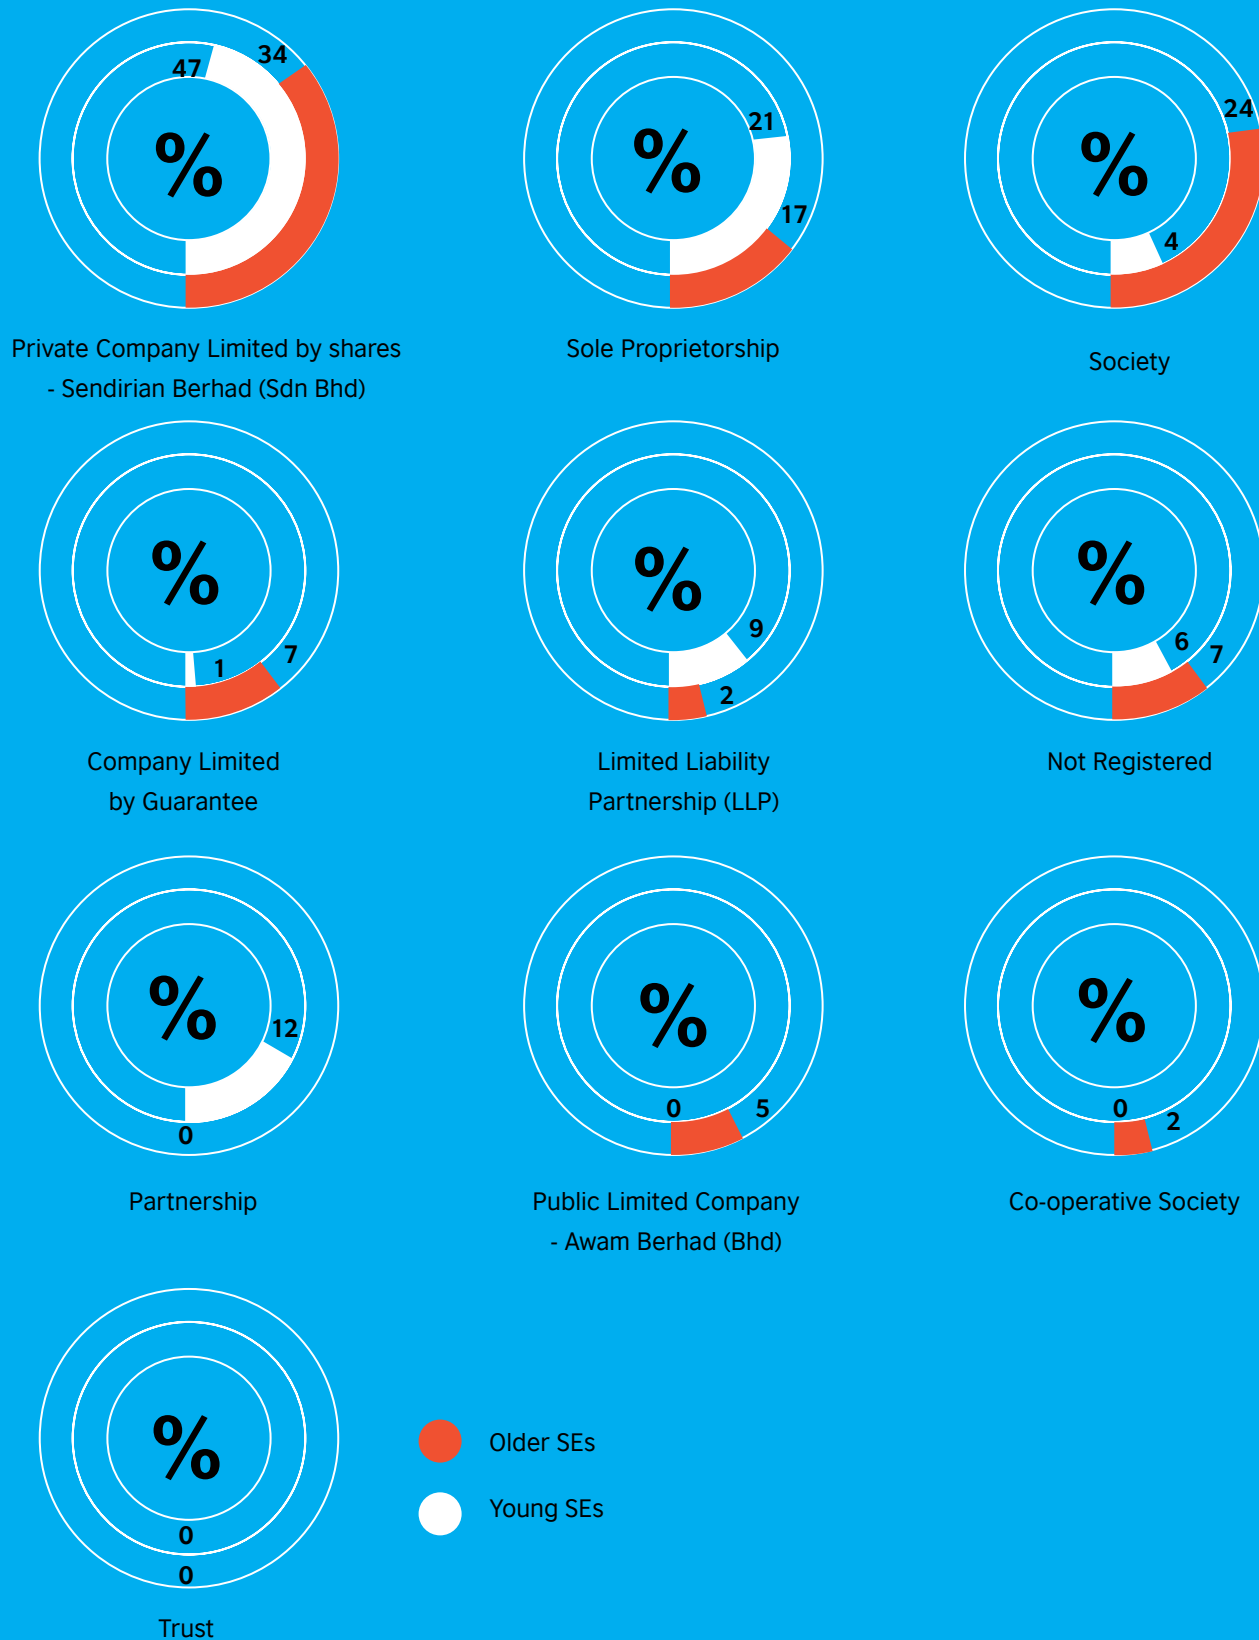 47
34
%
Private Company Limited by shares
- Sendirian Berhad (Sdn Bhd)
21
17
%
Sole Proprietorship
24
4
%
Society
%
1
7
Company Limited
by Guarantee
%
9
2
Limited Liability
Partnership (LLP)
%
6
7
Not Registered
%
12
0
Partnership
%
0
5
Public Limited Company
- Awam Berhad (Bhd)
%
0
2
Co-operative Society
%
0
0
Trust
Older SEs
Young SEs